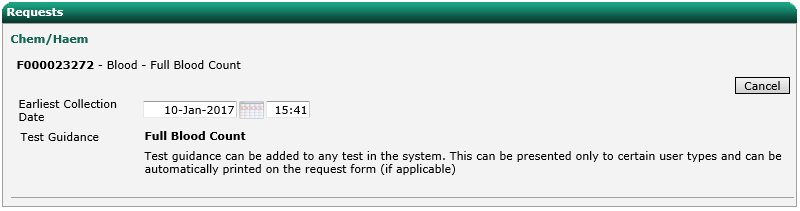 Requests
Chem/Haem
F000023272 - Blood - Full Blood Count
Cancel
Earliest Collection
Date
10-Jan-2017
15:41
Test Guidance
Full Blood Count
Test guidance can be added to any test in the system. This can be presented only to certain user types and can be
automatically printed on the request form (if applicable)